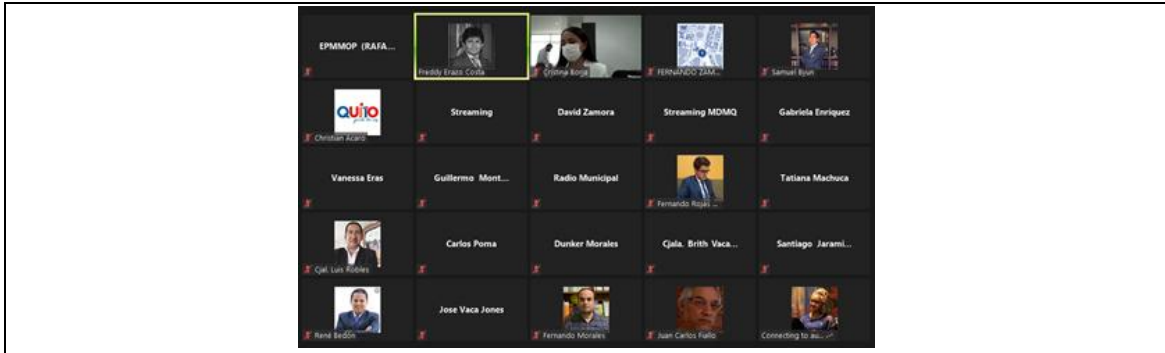 EPMMOP (RAFA...
Freddy Erazo Costa
Cristina Borja
FERNANDO ZAM...
Samuel Byun
QUITO
Christian Acaro
Streaming
David Zamora
Streaming MDMQ
Gabriela Enriquez
Vanessa Eras
Guillermo Mont...
Radio Municipal
Fernando Rojas ...
Tatiana Machuca
Cjal. Luis Robles
Carlos Poma
Dunker Morales
Cjala. Brith Vaca...
Santiago Jarami...
René Bedón
Jose Vaca Jones
Fernando Morales
Juan Carlos Fiallo
Connecting to au...